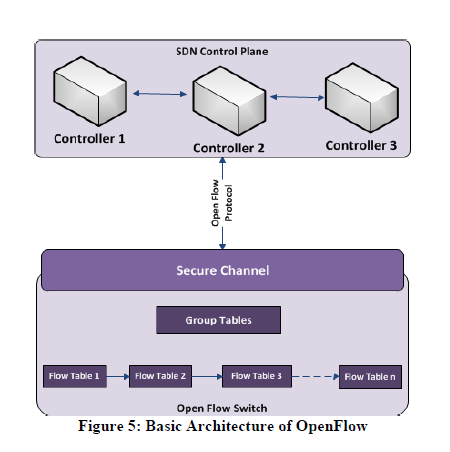 SDN Control Plane
Controller 1
Controller 2
Controller 3
Open Flow
Protocol
Secure Channel
Group Tables
Flow Table 1
Flow Table 2
Flow Table 3
Flow Table n
Open Flow Switch
Figure 5: Basic Architecture of OpenFlow